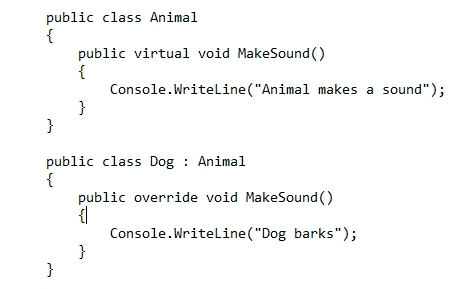 public class Animal
{
    public virtual void MakeSound()
    {
        Console.WriteLine("Animal makes a sound");
    }
}
public class Dog : Animal
{
    public override void MakeSound()
    {
        Console.WriteLine("Dog barks");
    }
}